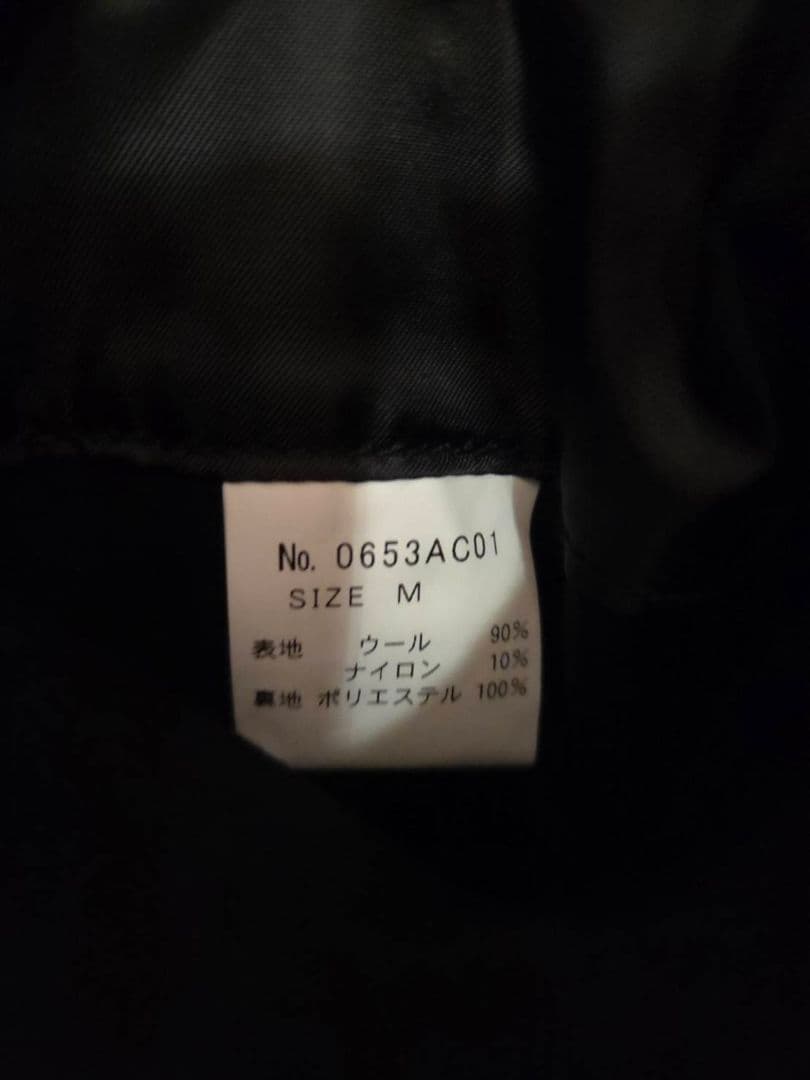 No. 0653AC01
SIZE M
表地 ウール 90%
ナイロン 10%
裏地 ポリエステル 100%